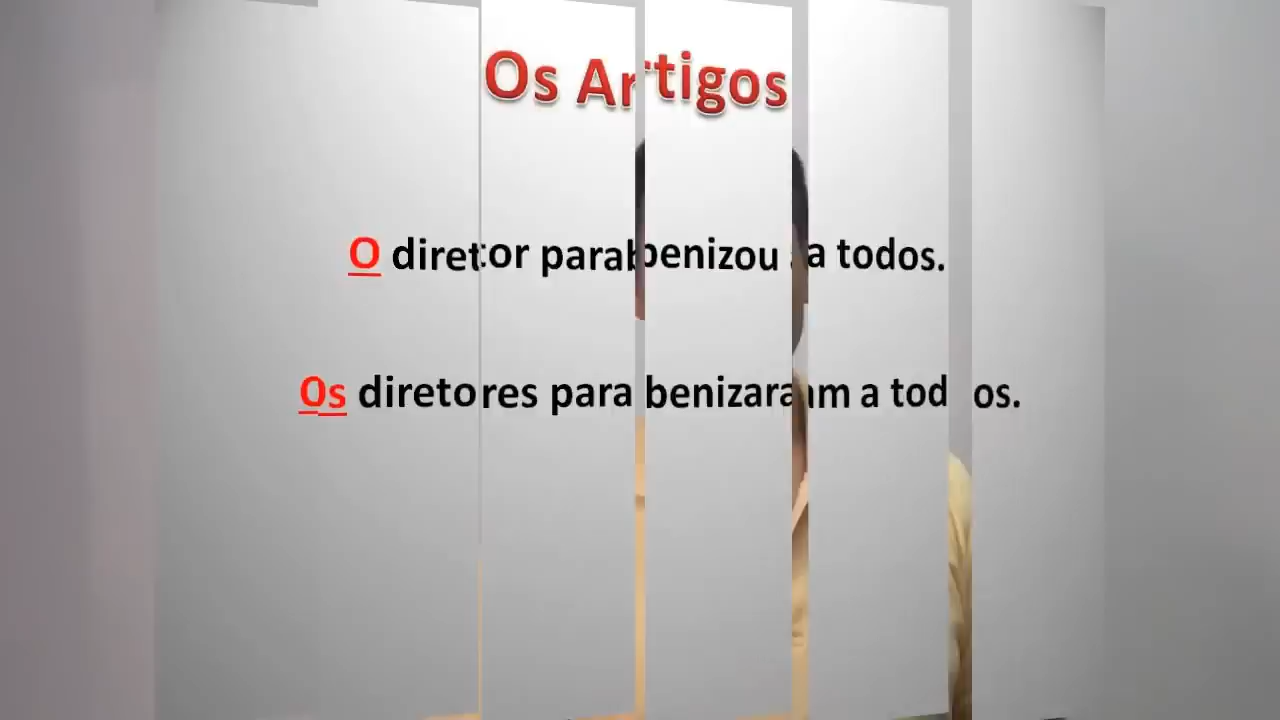 Os Artigos
O diretor parabenizou a todos.
Os diretores parabenizaram a todos.